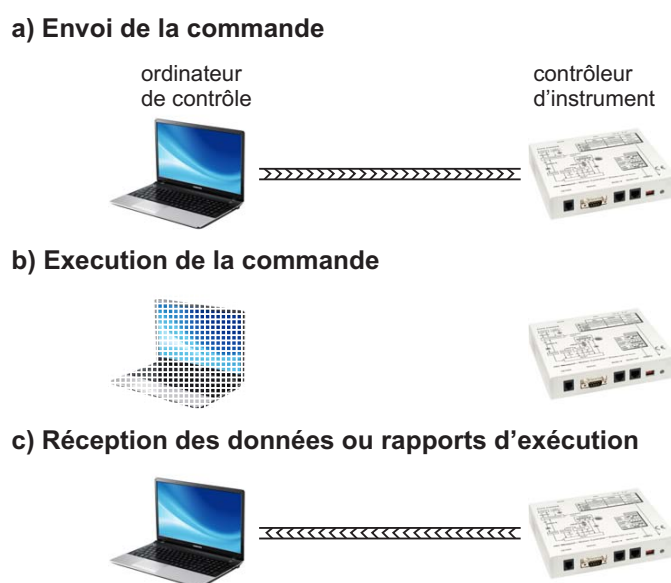 a) Envoi de la commande
ordinateur
de contrôle
contrôleur
d'instrument
b) Execution de la commande
c) Réception des données ou rapports d'exécution